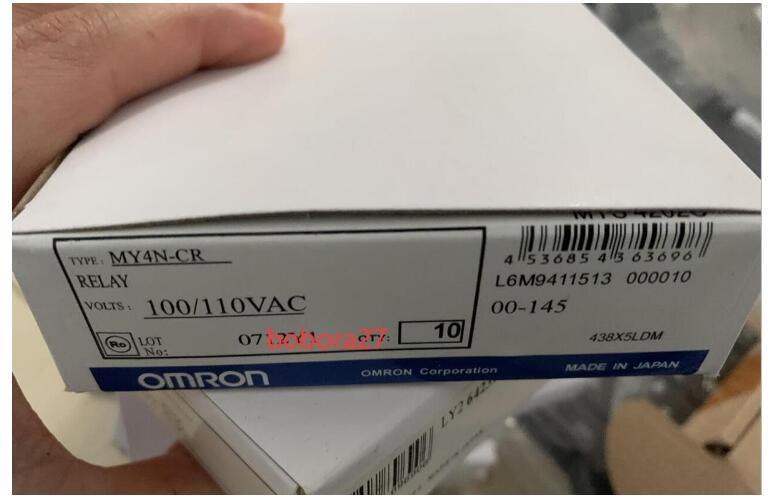 TYPE: MY4N-CR
RELAY
VOLTS: 100/110VAC
Ro LOT No: QTY: 10
bobora27
4 536854 363696
L6M9411513 000010
00-145
438X5LDM
OMRON OMRON Corporation MADE IN JAPAN